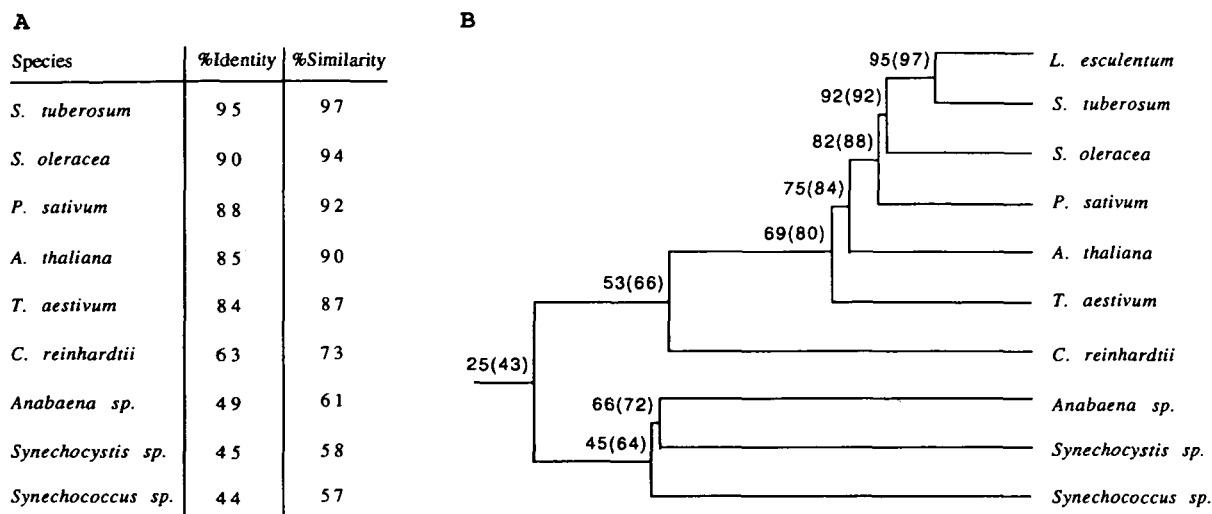 A
Species %Identity %Similarity
S. tuberosum 95 97
S. oleracea 90 94
P. sativum 88 92
A. thaliana 85 90
T. aestivum 84 87
C. reinhardtii 63 73
Anabaena sp. 49 61
Synechocystis sp. 45 58
Synechococcus sp. 44 57
B
95(97)
92(92)
82(88)
75(84)
69(80)
53(66)
25(43)
66(72)
45(64)
L. esculentum
S. tuberosum
S. oleracea
P. sativum
A. thaliana
T. aestivum
C. reinhardtii
Anabaena sp.
Synechocystis sp.
Synechococcus sp.